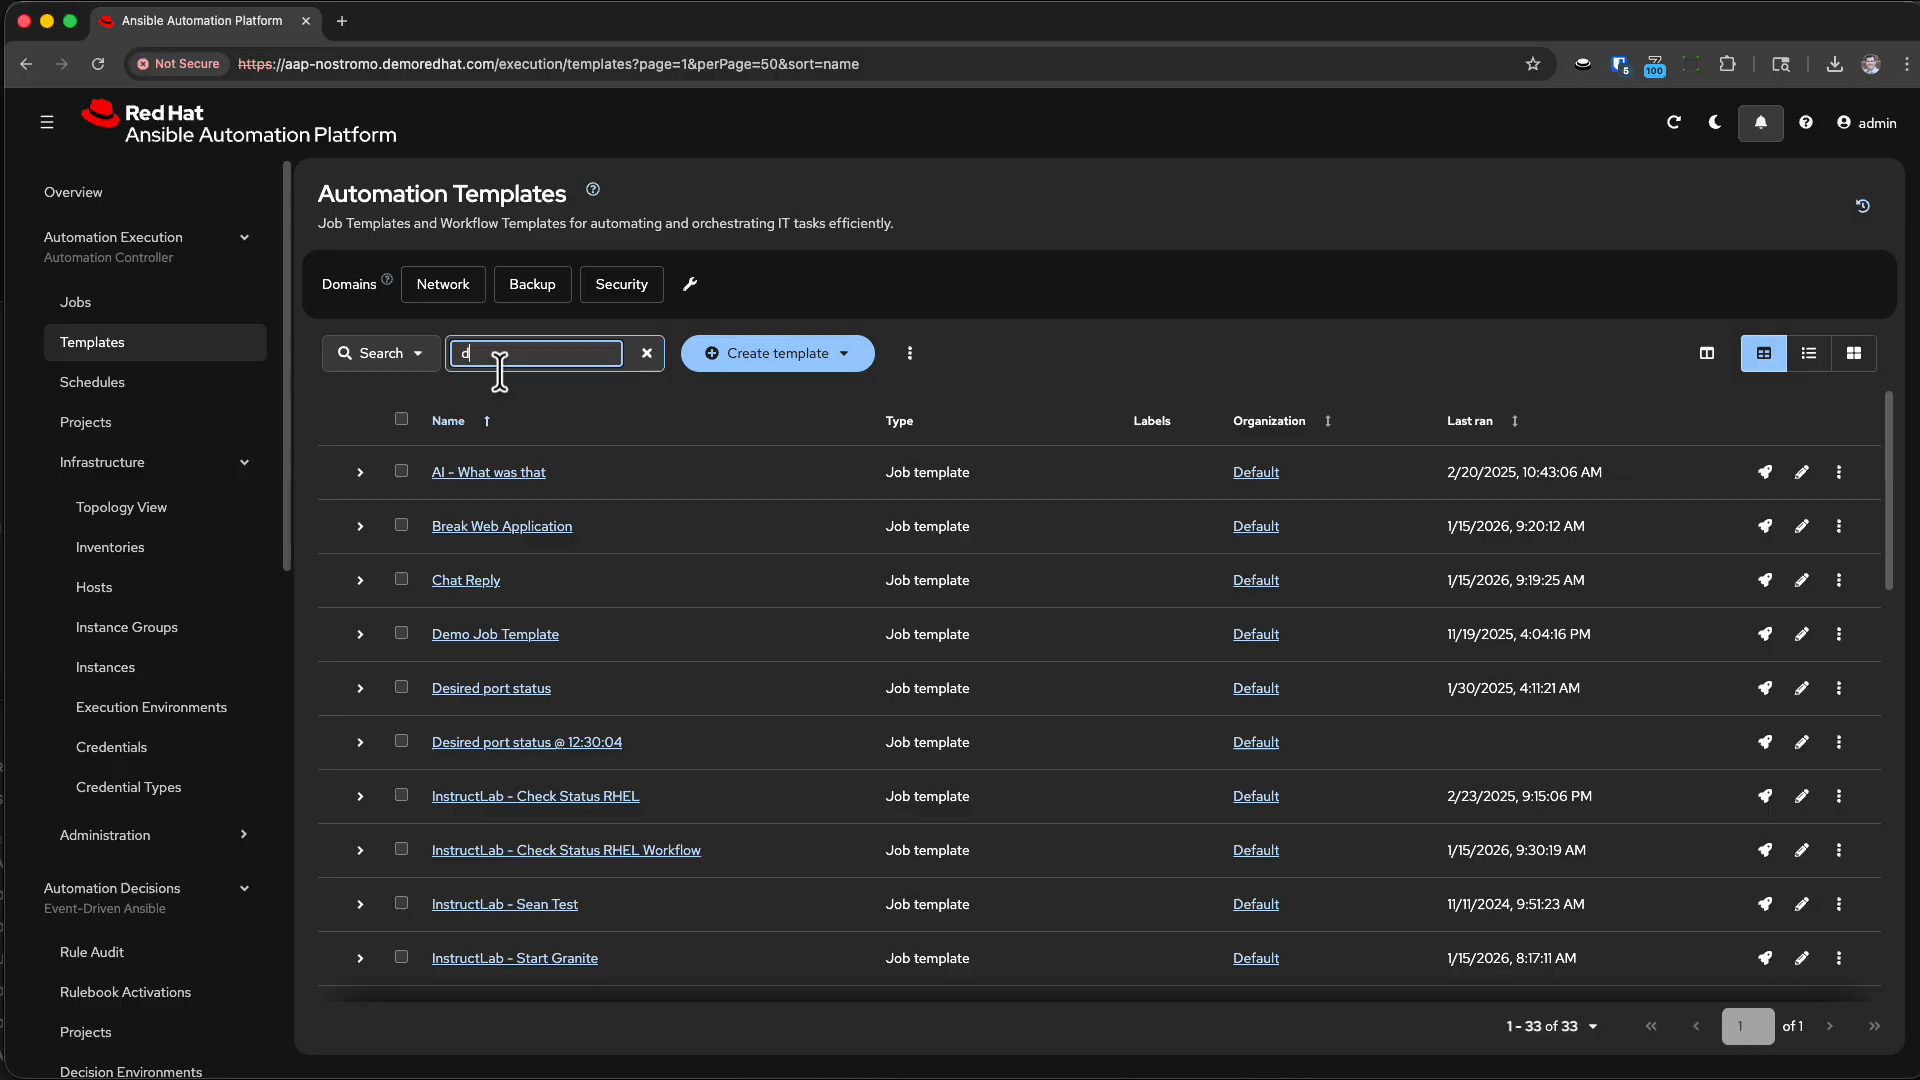 Ansible Automation Platform
Not Secure https://aap-nostromo.demoredhat.com/execution/templates?page=1&perPage=50&sort=name
5
100
Red Hat
Ansible Automation Platform
admin
Overview
Automation Execution
Automation Controller
Jobs
Templates
Schedules
Projects
Infrastructure
Topology View
Inventories
Hosts
Instance Groups
Instances
Execution Environments
Credentials
Credential Types
Administration
Automation Decisions
Event-Driven Ansible
Rule Audit
Rulebook Activations
Projects
Decision Environments
Automation Templates
Job Templates and Workflow Templates for automating and orchestrating IT tasks efficiently.
Domains Network Backup Security
Search d Create template
Name Type Labels Organization Last ran
AI - What was that Job template Default 2/20/2025, 10:43:06 AM
Break Web Application Job template Default 1/15/2026, 9:20:12 AM
Chat Reply Job template Default 1/15/2026, 9:19:25 AM
Demo Job Template Job template Default 11/19/2025, 4:04:16 PM
Desired port status Job template Default 1/30/2025, 4:11:21 AM
Desired port status @ 12:30:04 Job template Default
InstructLab - Check Status RHEL Job template Default 2/23/2025, 9:15:06 PM
InstructLab - Check Status RHEL Workflow Job template Default 1/15/2026, 9:30:19 AM
InstructLab - Sean Test Job template Default 11/11/2024, 9:51:23 AM
InstructLab - Start Granite Job template Default 1/15/2026, 8:17:11 AM
1 - 33 of 33 1 of 1